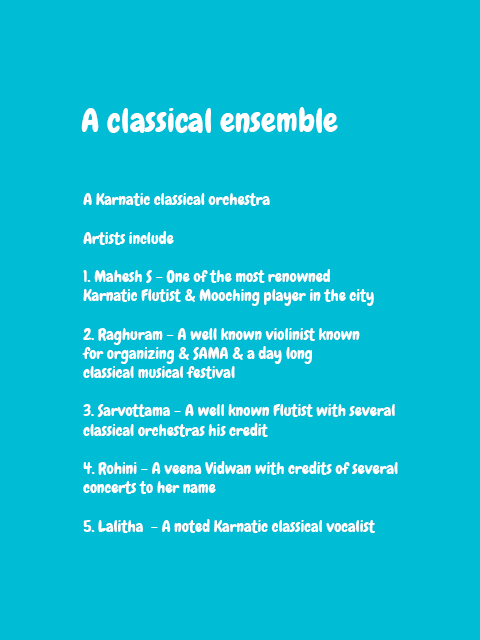 A classical ensemble
A Karnatic classical orchestra
Artists include
1. Mahesh S – One of the most renowned
Karnatic Flutist & Mooching player in the city
2. Raghuram – A well known violinist known
for organizing & SAMA & a day long
classical musical festival
3. Sarvottama – A well known Flutist with several
classical orchestras his credit
4. Rohini – A veena Vidwan with credits of several
concerts to her name
5. Lalitha – A noted Karnatic classical vocalist